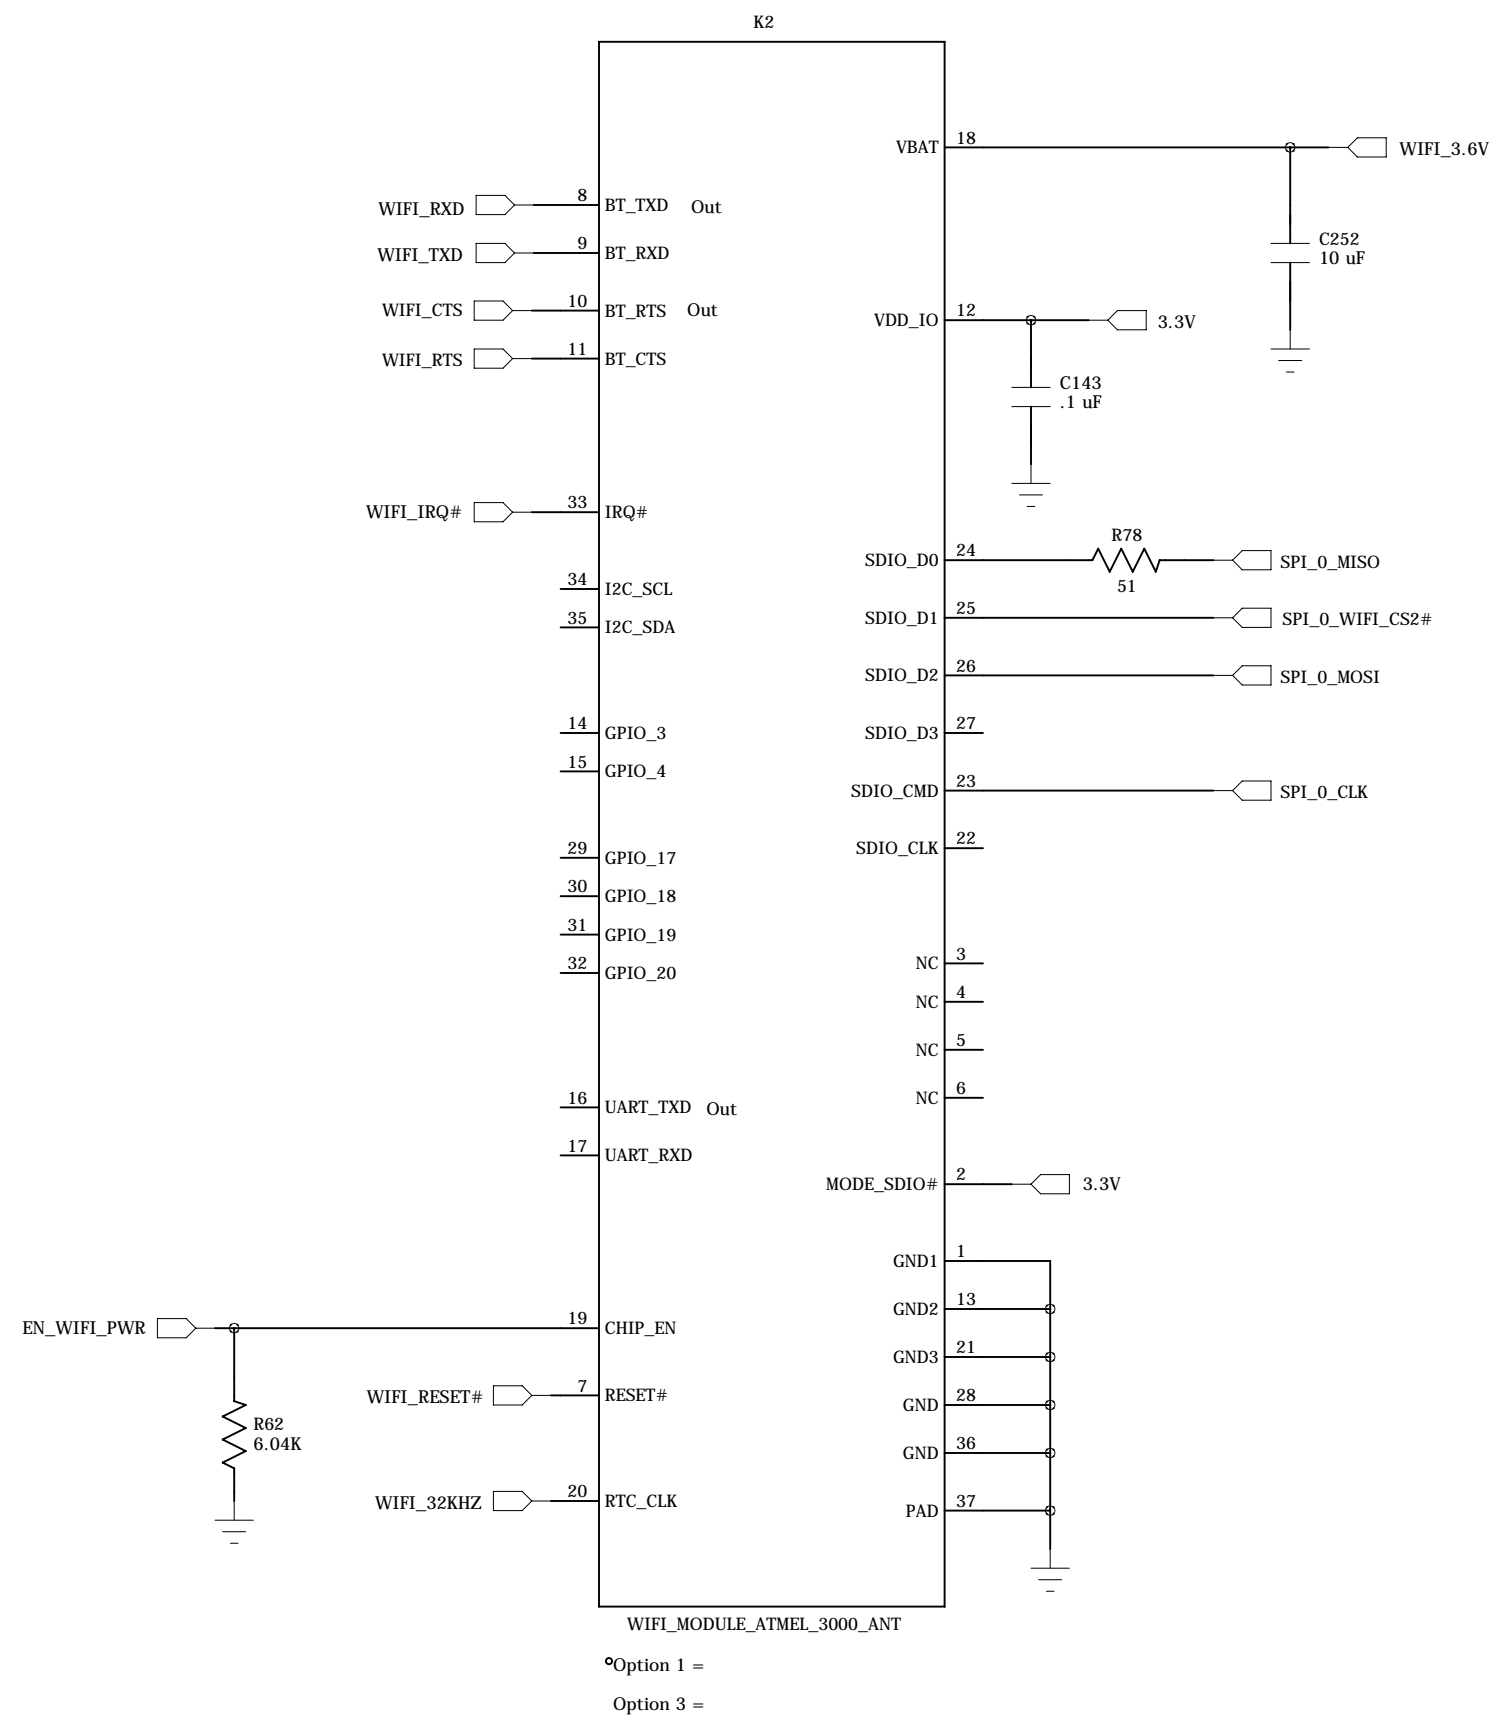 K2
VBAT 18 WIFI_3.6V
WIFI_RXD 8 BT_TXD Out
WIFI_TXD 9 BT_RXD
C252
10 uF
WIFI_CTS 10 BT_RTS Out
VDD_IO 12 3.3V
WIFI_RTS 11 BT_CTS
C143
.1 uF
WIFI_IRQ# 33 IRQ#
R78
SDIO_D0 24 SPI_0_MISO
51
34 I2C_SCL
SDIO_D1 25 SPI_0_WIFI_CS2#
35 I2C_SDA
SDIO_D2 26 SPI_0_MOSI
14 GPIO_3 SDIO_D3 27
15 GPIO_4
SDIO_CMD 23 SPI_0_CLK
SDIO_CLK 22
29 GPIO_17
30 GPIO_18
31 GPIO_19
NC 3
32 GPIO_20
NC 4
NC 5
NC 6
16 UART_TXD Out
17 UART_RXD
MODE_SDIO# 2 3.3V
GND1 1
GND2 13
EN_WIFI_PWR 19 CHIP_EN
GND3 21
WIFI_RESET# 7 RESET#
GND 28
R62
6.04K
GND 36
WIFI_32KHZ 20 RTC_CLK
PAD 37
WIFI_MODULE_ATMEL_3000_ANT
Option 1 =
Option 3 =